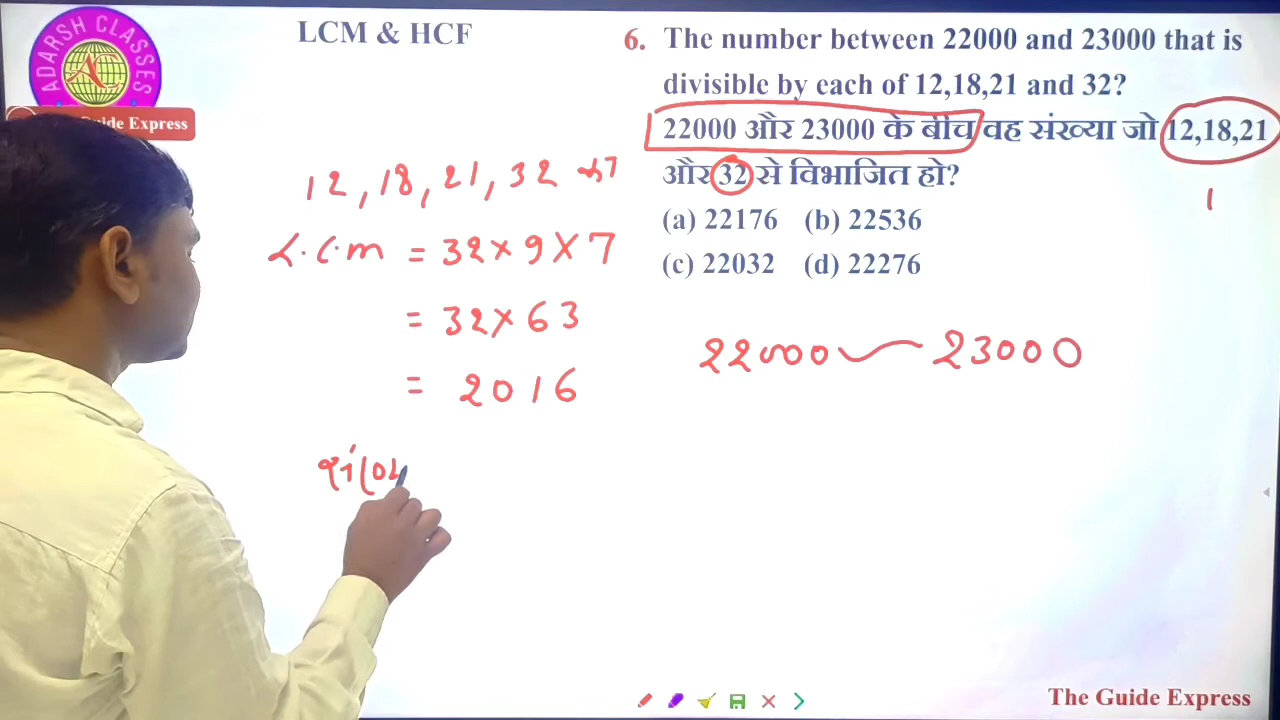 ADARSH CLASSES
Guide Express
LCM & HCF
6. The number between 22000 and 23000 that is
divisible by each of 12,18,21 and 32?
22000 और 23000 के बीच वह संख्या जो 12,18,21
और 32 से विभाजित हो?
(a) 22176 (b) 22536
(c) 22032 (d) 22276
12, 18, 21, 32 का
L.C.M = 32×9×7
= 32×63
= 2016
22000 23000
The Guide Express